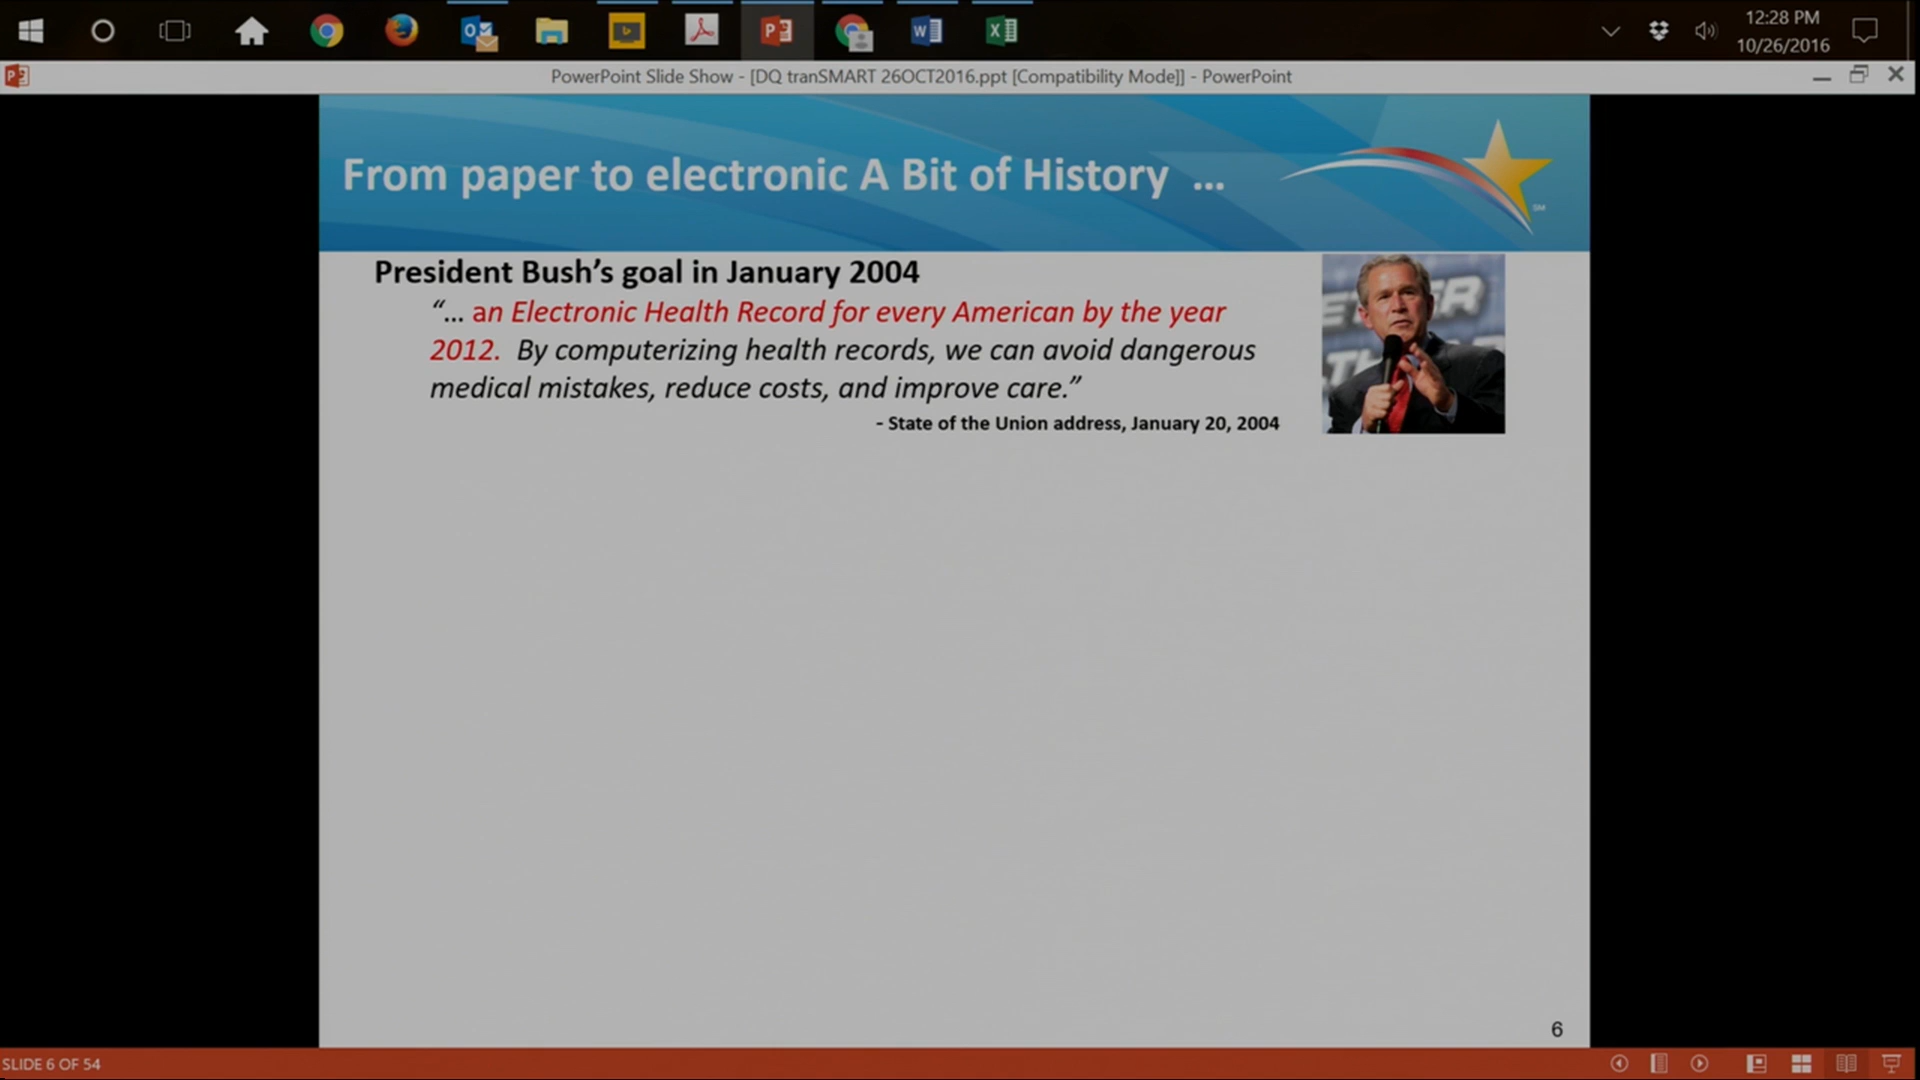 12:28 PM
10/26/2016
PowerPoint Slide Show - [DQ tranSMART 26OCT2016.ppt [Compatibility Mode]] - PowerPoint
From paper to electronic A Bit of History ...
SM
President Bush's goal in January 2004
"... an Electronic Health Record for every American by the year
2012. By computerizing health records, we can avoid dangerous
medical mistakes, reduce costs, and improve care."
- State of the Union address, January 20, 2004
6
SLIDE 6 OF 54